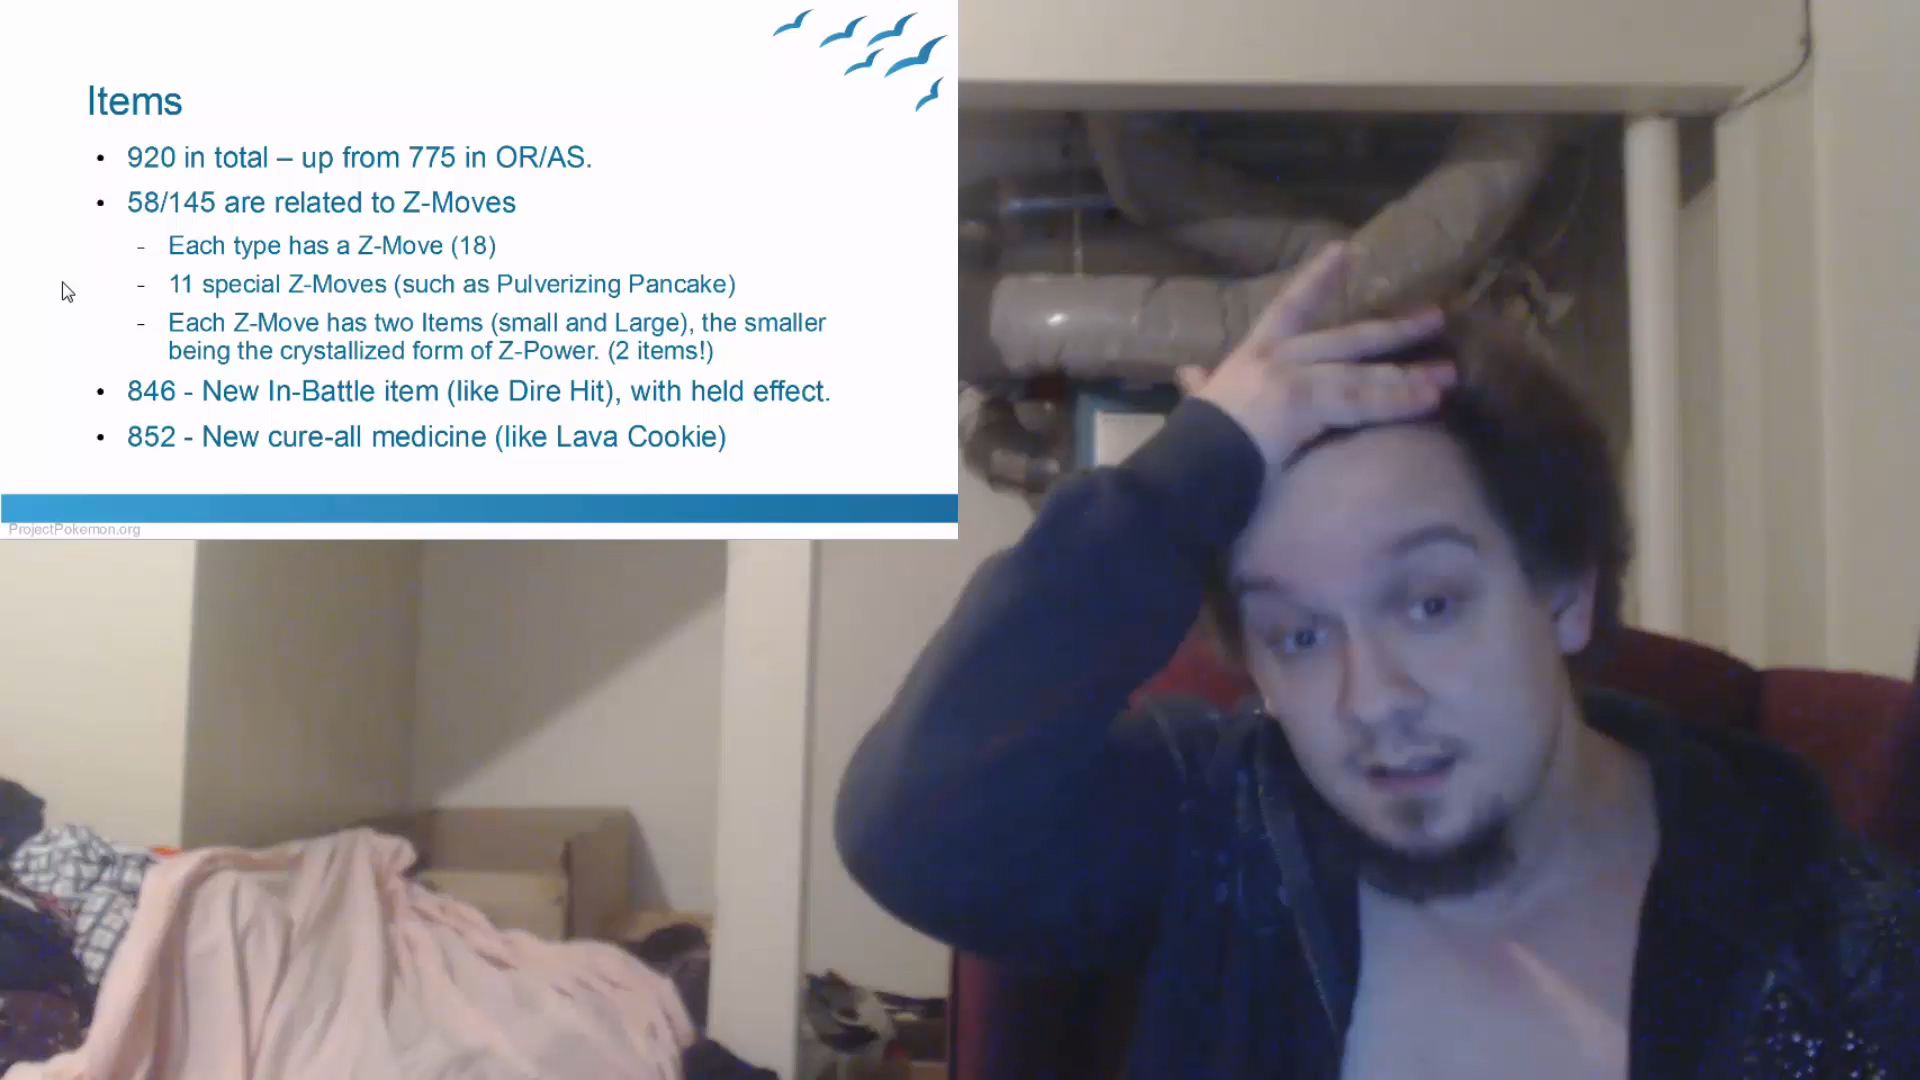 Items
• 920 in total – up from 775 in OR/AS.
• 58/145 are related to Z-Moves
- Each type has a Z-Move (18)
- 11 special Z-Moves (such as Pulverizing Pancake)
- Each Z-Move has two Items (small and Large), the smaller
being the crystallized form of Z-Power. (2 items!)
• 846 - New In-Battle item (like Dire Hit), with held effect.
• 852 - New cure-all medicine (like Lava Cookie)
ProjectPokemon.org